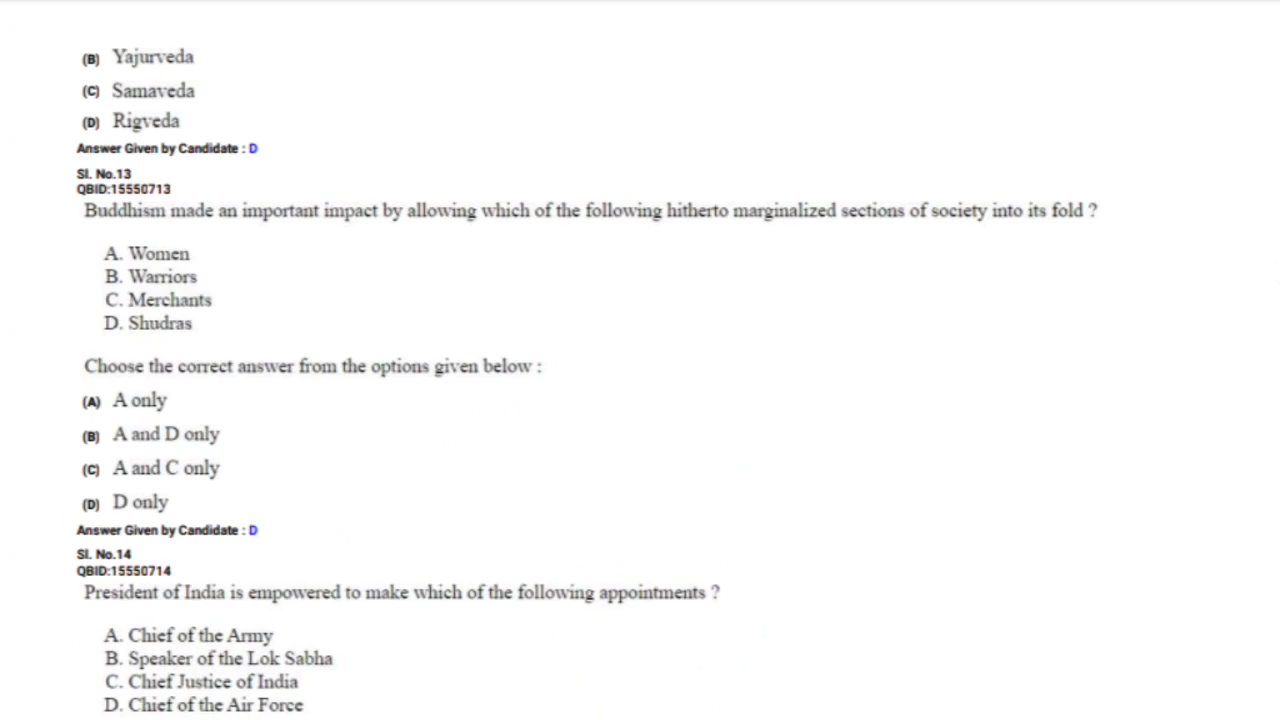 (B) Yajurveda
(C) Samaveda
(D) Rigveda
Answer Given by Candidate : D
Sl. No.13
QBID:15550713
Buddhism made an important impact by allowing which of the following hitherto marginalized sections of society into its fold ?
A. Women
B. Warriors
C. Merchants
D. Shudras
Choose the correct answer from the options given below :
(A) A only
(B) A and D only
(C) A and C only
(D) D only
Answer Given by Candidate : D
Sl. No.14
QBID:15550714
President of India is empowered to make which of the following appointments ?
A. Chief of the Army
B. Speaker of the Lok Sabha
C. Chief Justice of India
D. Chief of the Air Force